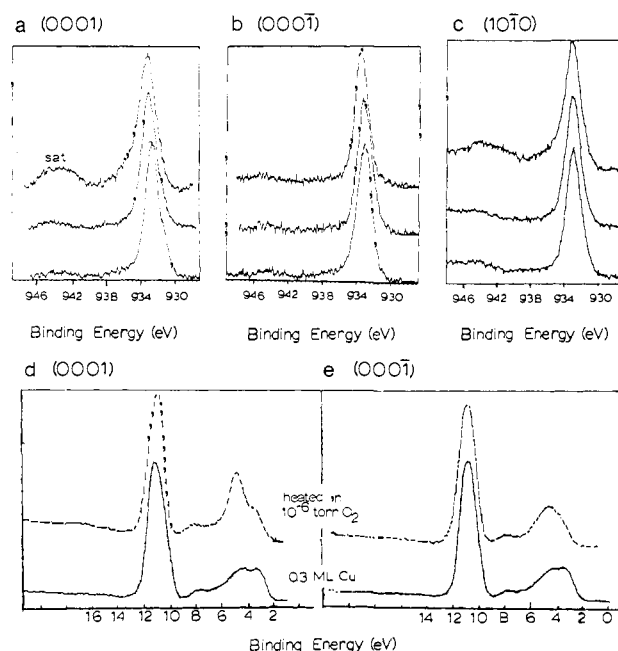 a (0001)
b (0001̄)
c (101̄0)
sat
946 942 938 934 930
946 942 938 934 930
946 942 938 934 930
Binding Energy (eV)
Binding Energy (eV)
Binding Energy (eV)
d (0001)
e (0001̄)
heated in
10⁻⁶ torr O₂
0.3 ML Cu
16 14 12 10 8 6 4 2
14 12 10 8 6 4 2 0
Binding Energy (eV)